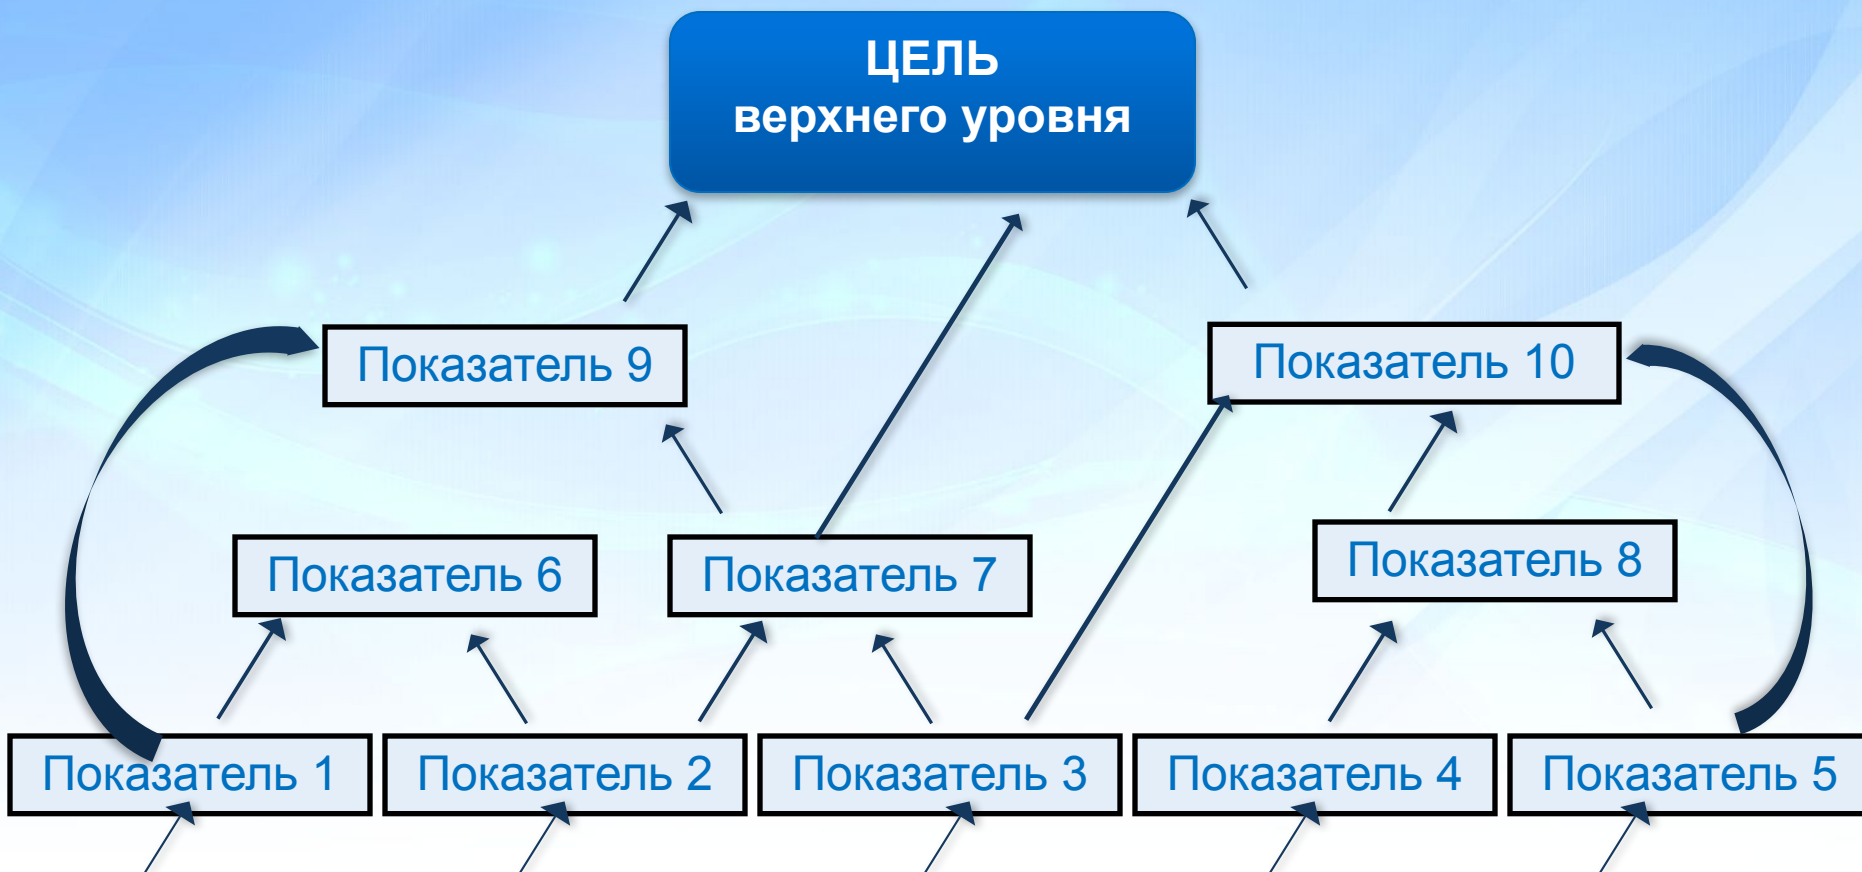 ЦЕЛЬ
верхнего уровня
Показатель 9
Показатель 10
Показатель 6
Показатель 7
Показатель 8
Показатель 1
Показатель 2
Показатель 3
Показатель 4
Показатель 5